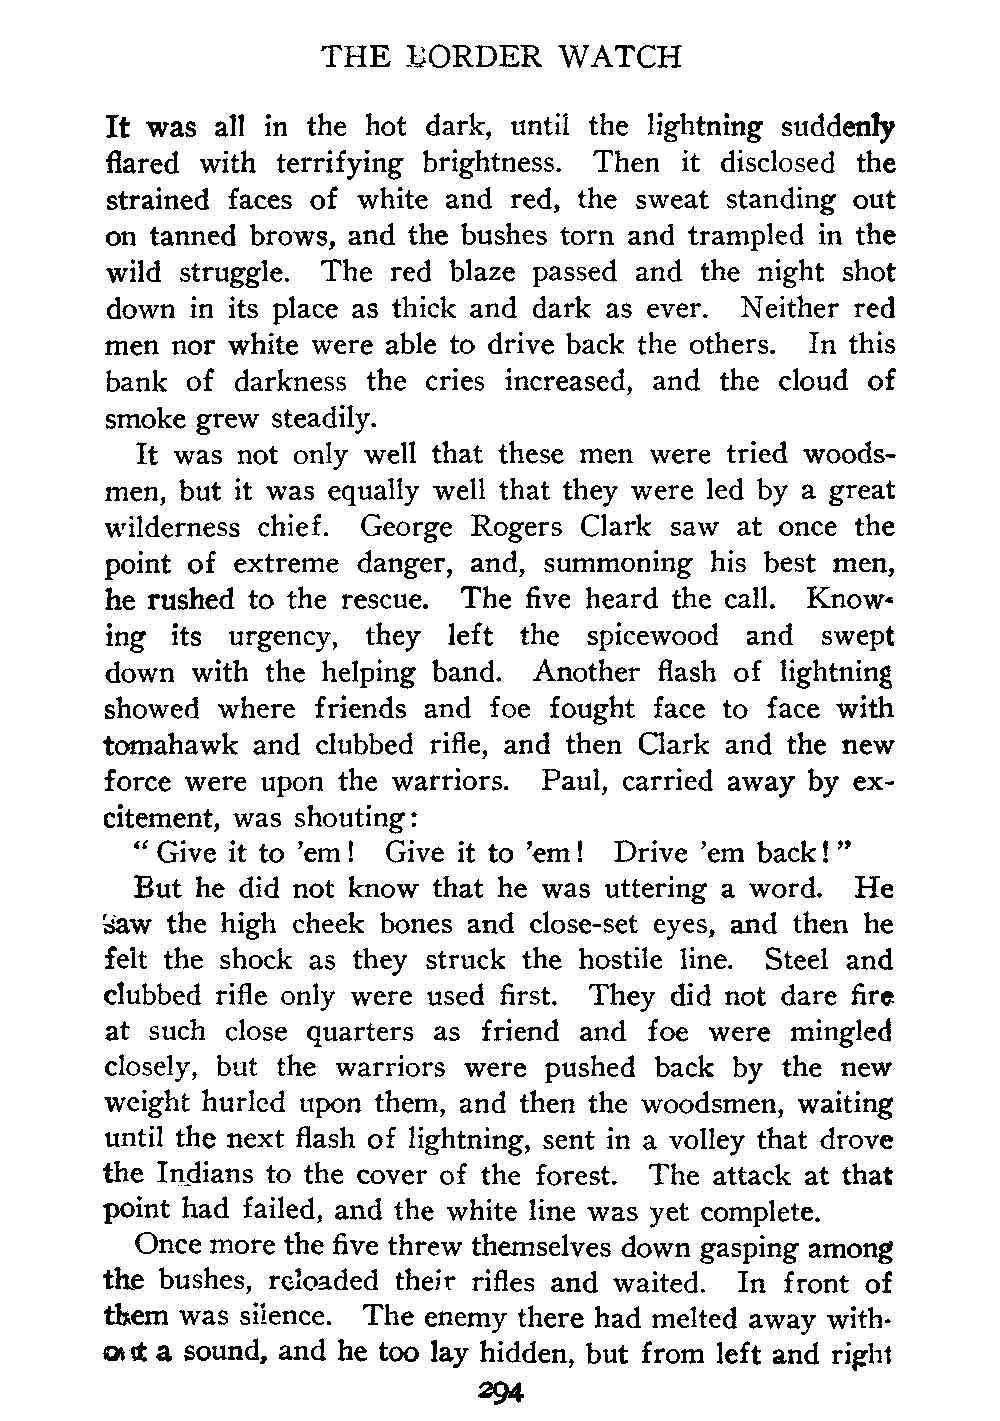 THE BORDER WATCH
It was all in the hot dark, until the lightning suddenly
flared with terrifying brightness. Then it disclosed the
strained faces of white and red, the sweat standing out
on tanned brows, and the bushes torn and trampled in the
wild struggle. The red blaze passed and the night shot
down in its place as thick and dark as ever. Neither red
men nor white were able to drive back the others. In this
bank of darkness the cries increased, and the cloud of
smoke grew steadily.
It was not only well that these men were tried woods-
men, but it was equally well that they were led by a great
wilderness chief. George Rogers Clark saw at once the
point of extreme danger, and, summoning his best men,
he rushed to the rescue. The five heard the call. Know-
ing its urgency, they left the spicewood and swept
down with the helping band. Another flash of lightning
showed where friends and foe fought face to face with
tomahawk and clubbed rifle, and then Clark and the new
force were upon the warriors. Paul, carried away by ex-
citement, was shouting:
“Give it to ’em! Give it to ’em! Drive ’em back!”
But he did not know that he was uttering a word. He
saw the high cheek bones and close-set eyes, and then he
felt the shock as they struck the hostile line. Steel and
clubbed rifle only were used first. They did not dare fire
at such close quarters as friend and foe were mingled
closely, but the warriors were pushed back by the new
weight hurled upon them, and then the woodsmen, waiting
until the next flash of lightning, sent in a volley that drove
the Indians to the cover of the forest. The attack at that
point had failed, and the white line was yet complete.
Once more the five threw themselves down gasping among
the bushes, reloaded their rifles and waited. In front of
them was silence. The enemy there had melted away with-
out a sound, and he too lay hidden, but from left and right
294